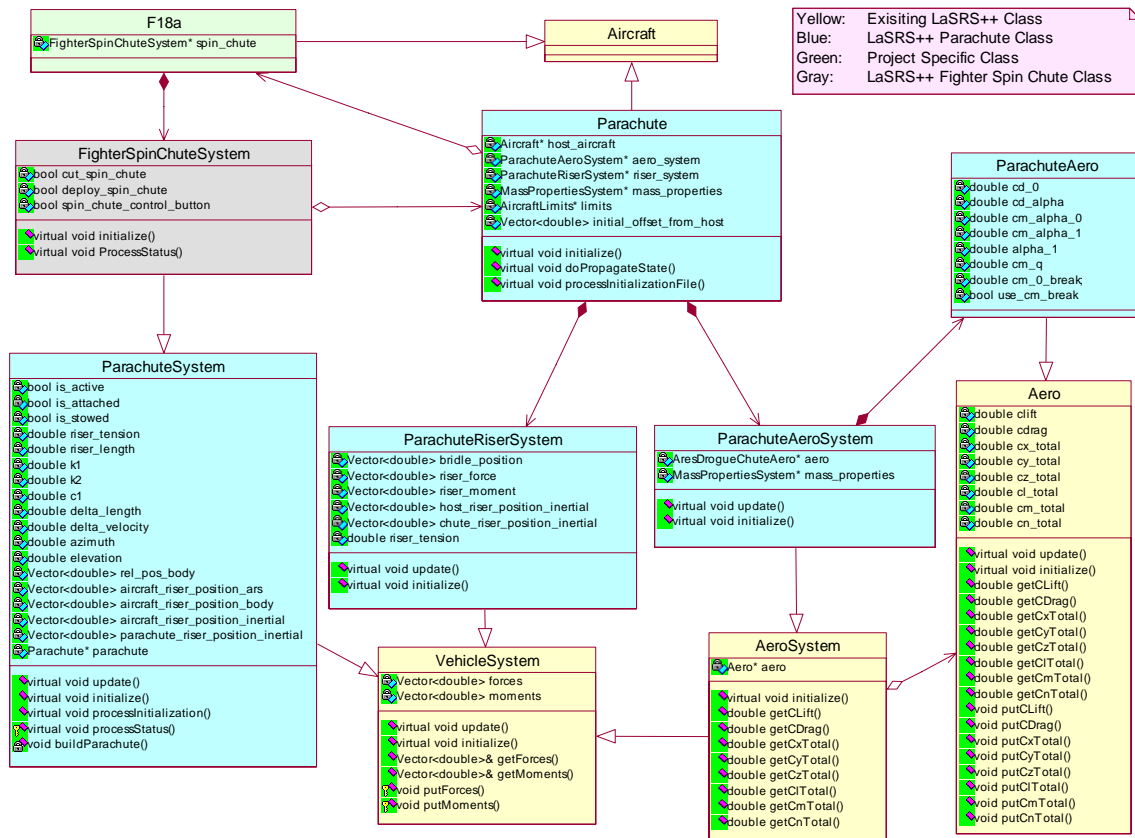 F18a
FighterSpinChuteSystem* spin_chute
Aircraft
Yellow: Exisiting LaSRS++ Class
Blue: LaSRS++ Parachute Class
Green: Project Specific Class
Gray: LaSRS++ Fighter Spin Chute Class
FighterSpinChuteSystem
bool cut_spin_chute
bool deploy_spin_chute
bool spin_chute_control_button
virtual void initialize()
virtual void ProcessStatus()
Parachute
Aircraft* host_aircraft
ParachuteAeroSystem* aero_system
ParachuteRiserSystem* riser_system
MassPropertiesSystem* mass_properties
AircraftLimits* limits
Vector<double> initial_offset_from_host
virtual void initialize()
virtual void doPropagateState()
virtual void processInitializationFile()
ParachuteAero
double cd_0
double cd_alpha
double cm_alpha_0
double cm_alpha_1
double alpha_1
double cm_q
double cm_0_break;
bool use_cm_break
ParachuteSystem
bool is_active
bool is_attached
bool is_stowed
double riser_tension
double riser_length
double k1
double k2
double c1
double delta_length
double delta_velocity
double azimuth
double elevation
Vector<double> rel_pos_body
Vector<double> aircraft_riser_position_ars
Vector<double> aircraft_riser_position_body
Vector<double> aircraft_riser_position_inertial
Vector<double> parachute_riser_position_inertial
Parachute* parachute
virtual void update()
virtual void initialize()
virtual void processInitialization()
virtual void processStatus()
void buildParachute()
ParachuteRiserSystem
Vector<double> bridle_position
Vector<double> riser_force
Vector<double> riser_moment
Vector<double> host_riser_position_inertial
Vector<double> chute_riser_position_inertial
double riser_tension
virtual void update()
virtual void initialize()
ParachuteAeroSystem
AresDrogueChuteAero* aero
MassPropertiesSystem* mass_properties
virtual void update()
virtual void initialize()
Aero
double clift
double cdrag
double cx_total
double cy_total
double cz_total
double cl_total
double cm_total
double cn_total
virtual void update()
virtual void initialize()
double getCLift()
double getCDrag()
double getCxTotal()
double getCyTotal()
double getCzTotal()
double getClTotal()
double getCmTotal()
double getCnTotal()
void putCLift()
void putCDrag()
void putCxTotal()
void putCyTotal()
void putCzTotal()
void putClTotal()
void putCmTotal()
void putCnTotal()
VehicleSystem
Vector<double> forces
Vector<double> moments
virtual void update()
virtual void initialize()
Vector<double>& getForces()
Vector<double>& getMoments()
void putForces()
void putMoments()
AeroSystem
Aero* aero
virtual void initialize()
double getCLift()
double getCDrag()
double getCxTotal()
double getCyTotal()
double getCzTotal()
double getClTotal()
double getCmTotal()
double getCnTotal()